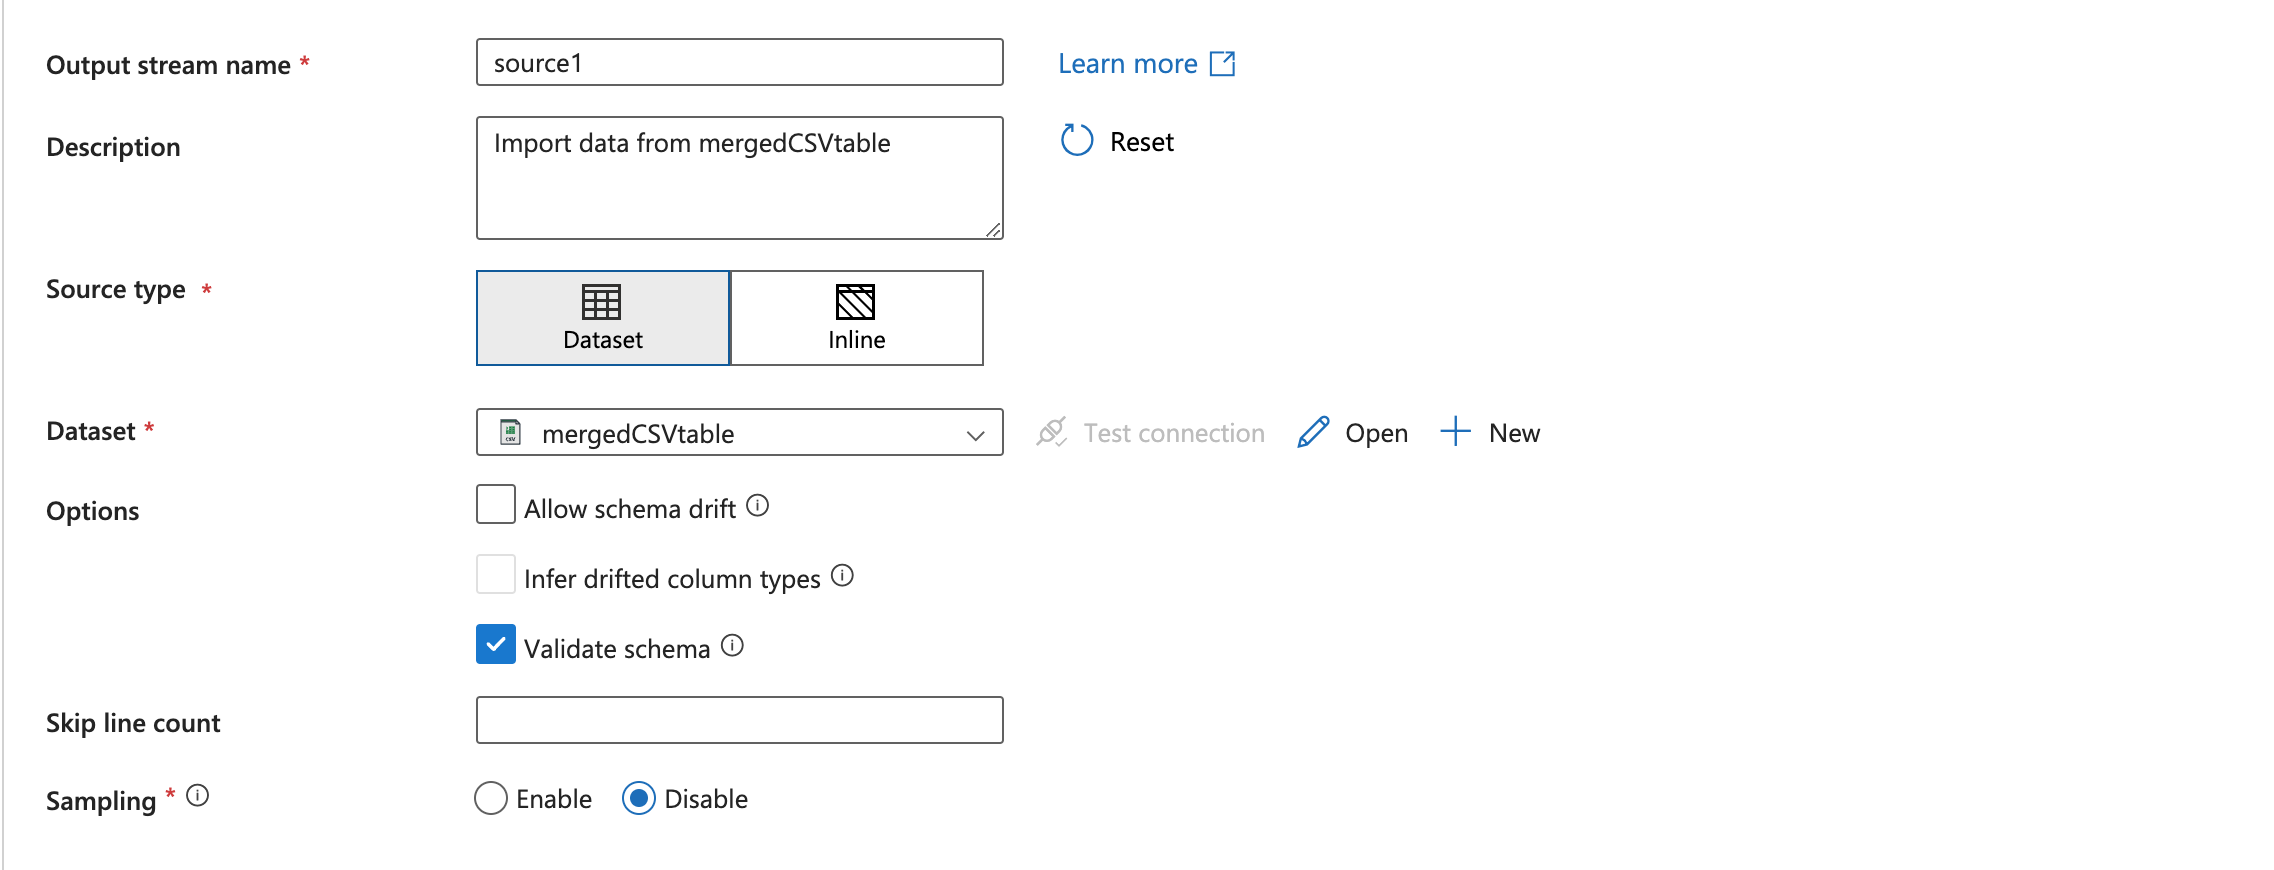 Output stream name *
source1
Learn more
Description
Import data from mergedCSVtable
Reset
Source type *
Dataset
Inline
Dataset *
CSV
mergedCSVtable
Test connection
Open
New
Options
Allow schema drift
Infer drifted column types
Validate schema
Skip line count
Sampling *
Enable
Disable